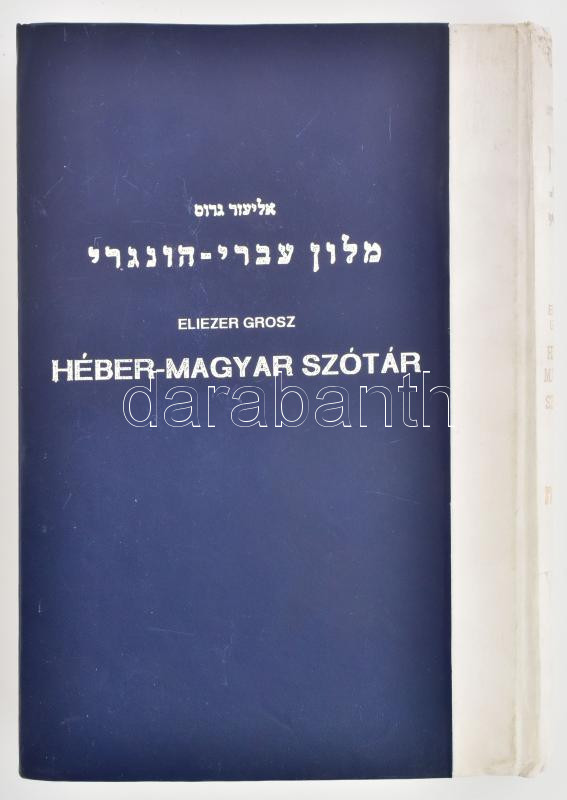 אליעזר גרוס
מלון עברי-הונגרי
ELIEZER GROSZ
HÉBER-MAGYAR SZÓTÁR
darabanth